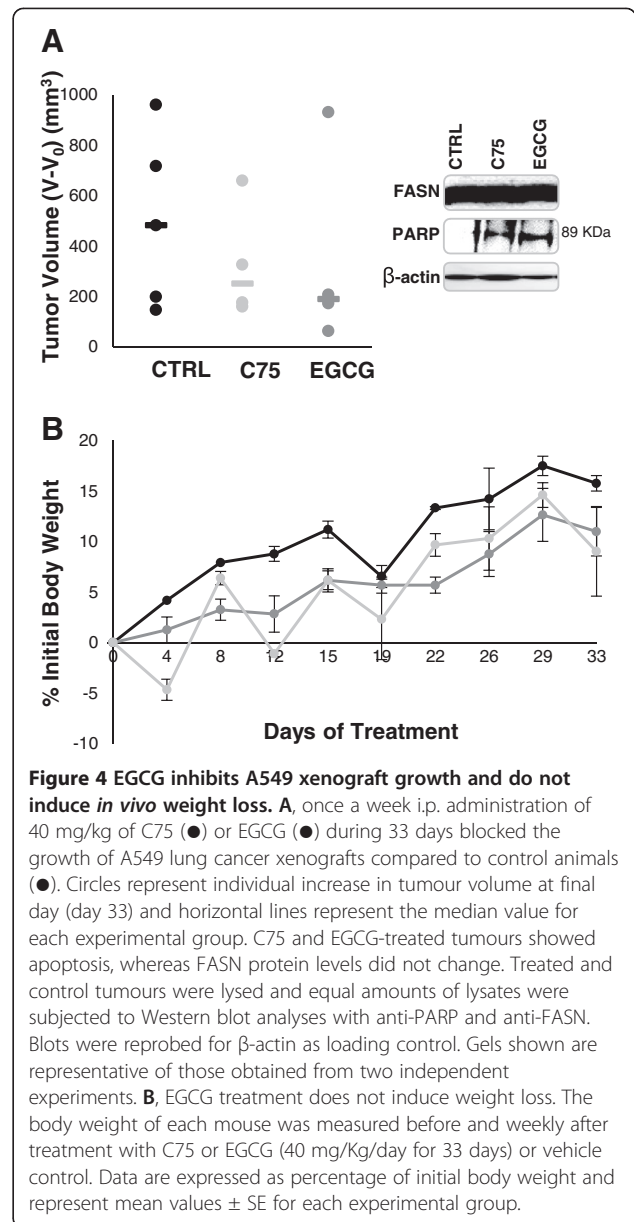 A
1000
800
600
400
200
0
Tumor Volume (V-V0) (mm3)
CTRL
C75
EGCG
CTRL
C75
EGCG
FASN
PARP
89 KDa
β-actin
B
20
15
10
5
0
-5
-10
% Initial Body Weight
0 4 8 12 15 19 22 26 29 33
Days of Treatment
Figure 4 EGCG inhibits A549 xenograft growth and do not
induce in vivo weight loss. A, once a week i.p. administration of
40 mg/kg of C75 (●) or EGCG (●) during 33 days blocked the
growth of A549 lung cancer xenografts compared to control animals
(●). Circles represent individual increase in tumour volume at final
day (day 33) and horizontal lines represent the median value for
each experimental group. C75 and EGCG-treated tumours showed
apoptosis, whereas FASN protein levels did not change. Treated and
control tumours were lysed and equal amounts of lysates were
subjected to Western blot analyses with anti-PARP and anti-FASN.
Blots were reprobed for β-actin as loading control. Gels shown are
representative of those obtained from two independent
experiments. B, EGCG treatment does not induce weight loss. The
body weight of each mouse was measured before and weekly after
treatment with C75 or EGCG (40 mg/Kg/day for 33 days) or vehicle
control. Data are expressed as percentage of initial body weight and
represent mean values ± SE for each experimental group.